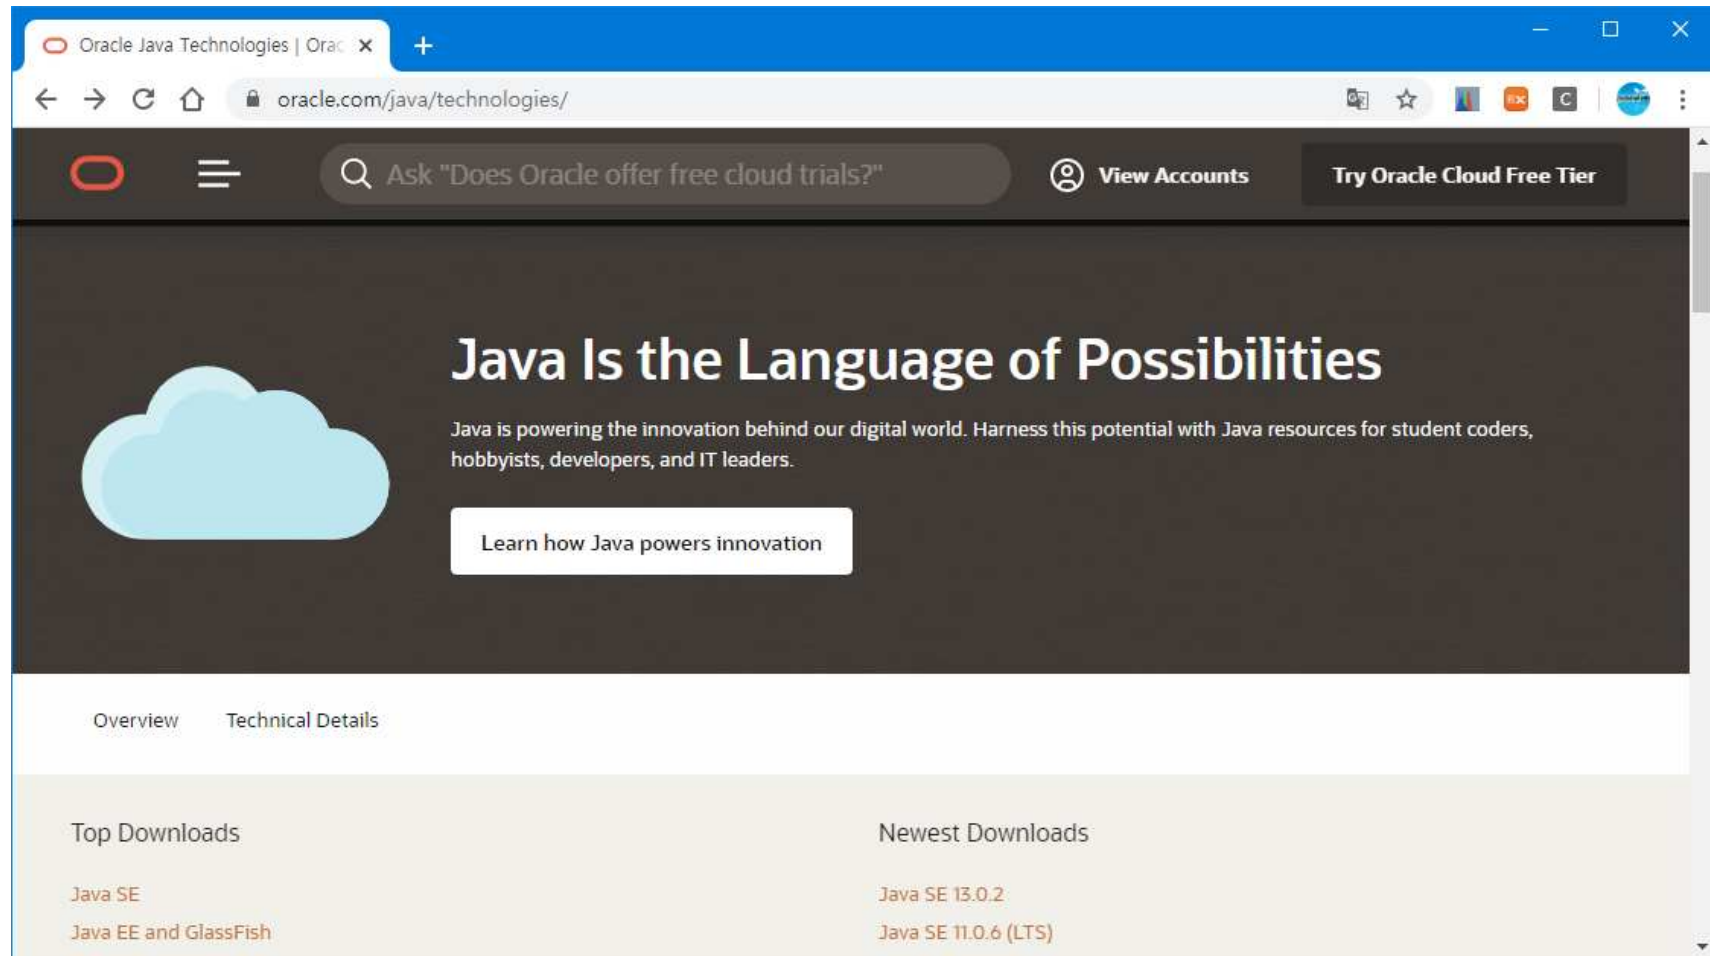 Oracle Java Technologies | Orac
oracle.com/java/technologies/
Ask "Does Oracle offer free cloud trials?"
View Accounts
Try Oracle Cloud Free Tier
Java Is the Language of Possibilities
Java is powering the innovation behind our digital world. Harness this potential with Java resources for student coders,
hobbyists, developers, and IT leaders.
Learn how Java powers innovation
Overview Technical Details
Top Downloads
Newest Downloads
Java SE
Java SE 13.0.2
Java EE and GlassFish
Java SE 11.0.6 (LTS)